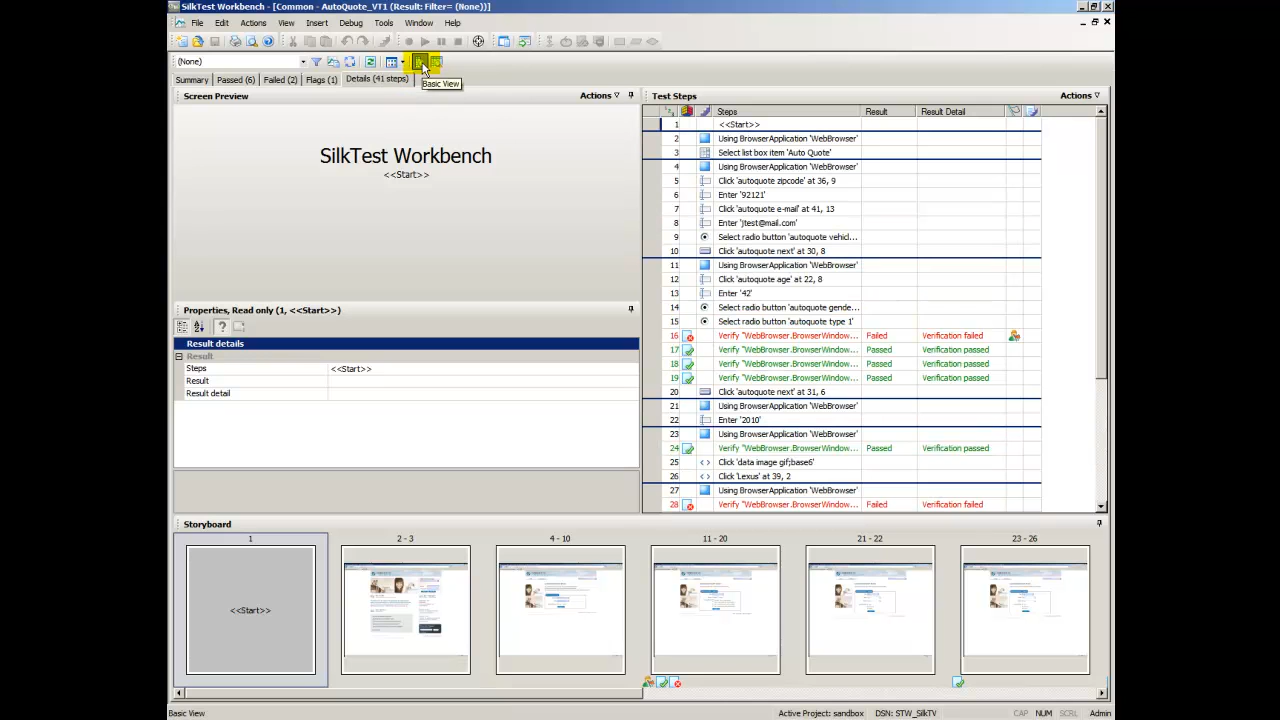 SilkTest Workbench - [Common - AutoQuote_VT1 (Result: Filter= (None))]
File Edit Actions View Insert Debug Tools Window Help
(None)
Basic View
Summary Passed (6) Failed (2) Flags (1) Details (41 steps)
Screen Preview Actions
SilkTest Workbench
<<Start>>
Properties, Read only (1, <<Start>>)
Result details
Result
Steps <<Start>>
Result
Result detail
Test Steps Actions
Steps Result Result Detail
1 <<Start>>
2 Using BrowserApplication 'WebBrowser'
3 Select list box item 'Auto Quote'
4 Using BrowserApplication 'WebBrowser'
5 Click 'autoquote zipcode' at 36, 9
6 Enter '92121'
7 Click 'autoquote e-mail' at 41, 13
8 Enter 'jtest@mail.com'
9 Select radio button 'autoquote vehicl...
10 Click 'autoquote next' at 30, 8
11 Using BrowserApplication 'WebBrowser'
12 Click 'autoquote age' at 22, 8
13 Enter '42'
14 Select radio button 'autoquote gende...
15 Select radio button 'autoquote type 1'
16 Verify "WebBrowser.BrowserWindow... Failed Verification failed
17 Verify "WebBrowser.BrowserWindow... Passed Verification passed
18 Verify "WebBrowser.BrowserWindow... Passed Verification passed
19 Verify "WebBrowser.BrowserWindow... Passed Verification passed
20 Click 'autoquote next' at 31, 6
21 Using BrowserApplication 'WebBrowser'
22 Enter '2010'
23 Using BrowserApplication 'WebBrowser'
24 Verify "WebBrowser.BrowserWindow... Passed Verification passed
25 Click 'data image gif;base6'
26 Click 'Lexus' at 39, 2
27 Using BrowserApplication 'WebBrowser'
28 Verify "WebBrowser.BrowserWindow... Failed Verification failed
Storyboard
1 2 - 3 4 - 10 11 - 20 21 - 22 23 - 26
<<Start>>
Basic View Active Project: sandbox DSN: STW_SilkTV CAP NUM SCRL Admin